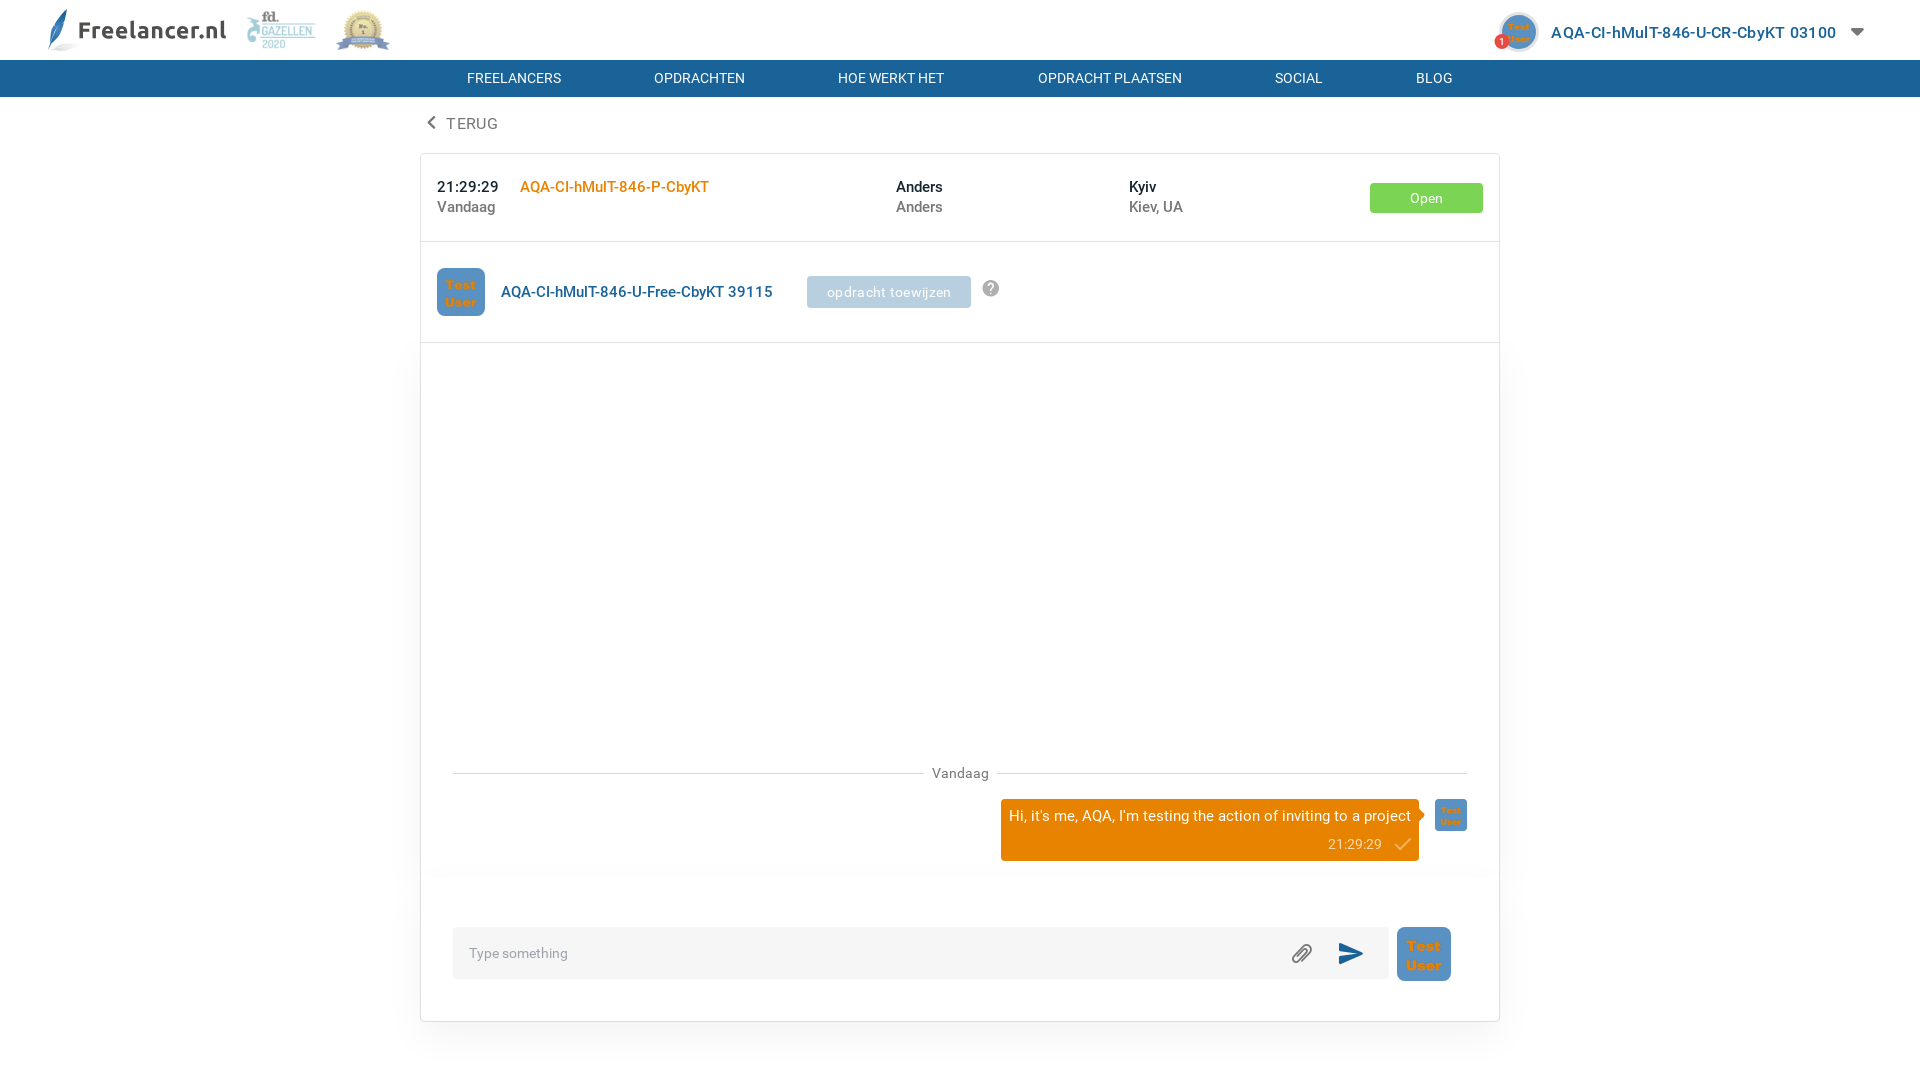 Freelancer.nl
fd.
GAZELLEN
2020
No.
1
Test
User
1
AQA-CI-hMulT-846-U-CR-CbyKT 03100
FREELANCERS OPDRACHTEN HOE WERKT HET OPDRACHT PLAATSEN SOCIAL BLOG
TERUG
21:29:29 AQA-CI-hMulT-846-P-CbyKT Anders Kyiv
Vandaag Anders Kiev, UA
Open
Test
User
AQA-CI-hMulT-846-U-Free-CbyKT 39115 opdracht toewijzen ?
Vandaag
Hi, it's me, AQA, I'm testing the action of inviting to a project
21:29:29
Test
User
Type something
Test
User